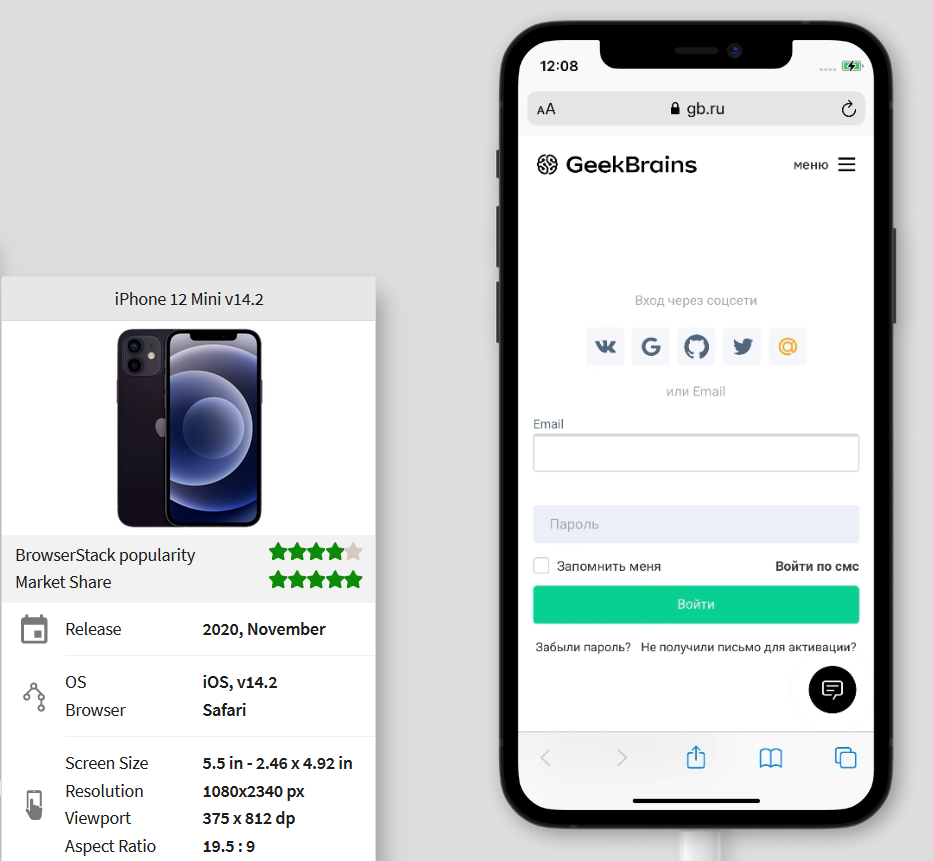 iPhone 12 Mini v14.2
BrowserStack popularity
Market Share
Release 2020, November
OS iOS, v14.2
Browser Safari
Screen Size 5.5 in - 2.46 x 4.92 in
Resolution 1080x2340 px
Viewport 375 x 812 dp
Aspect Ratio 19.5 : 9
12:08
AA gb.ru
GeekBrains меню
Вход через соцсети
или Email
Email
Пароль
Запомнить меня Войти по смс
Войти
Забыли пароль? Не получили письмо для активации?